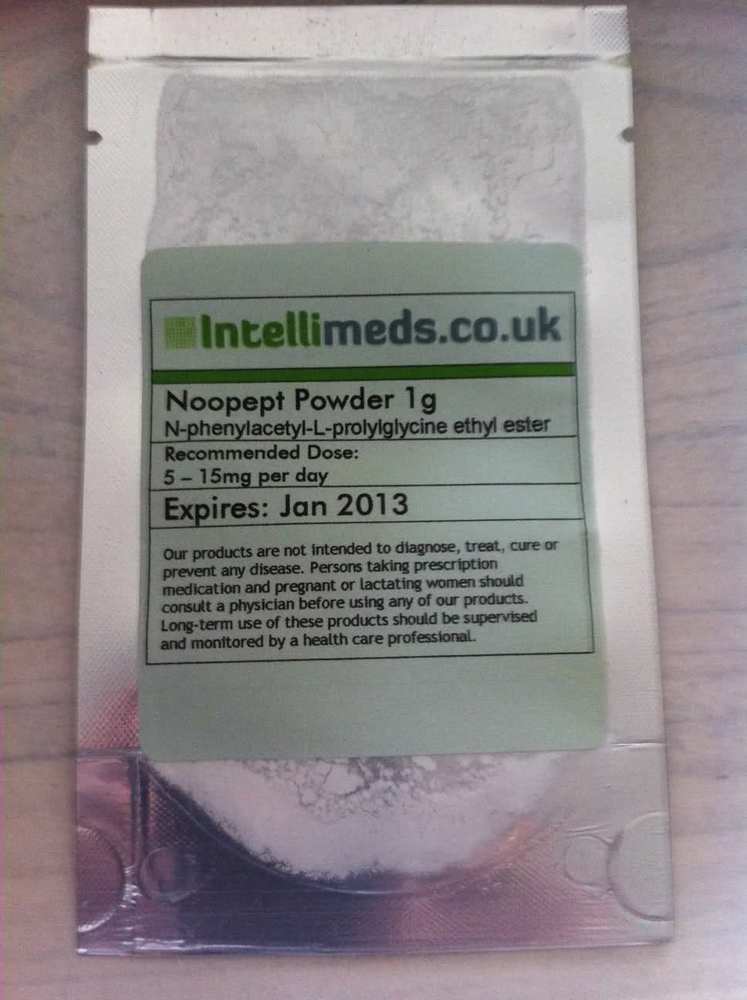 Intellimeds.co.uk
Noopept Powder 1g
N-phenylacetyl-L-prolylglycine ethyl ester
Recommended Dose:
5 – 15mg per day
Expires: Jan 2013
Our products are not intended to diagnose, treat, cure or
prevent any disease. Persons taking prescription
medication and pregnant or lactating women should
consult a physician before using any of our products.
Long-term use of these products should be supervised
and monitored by a health care professional.